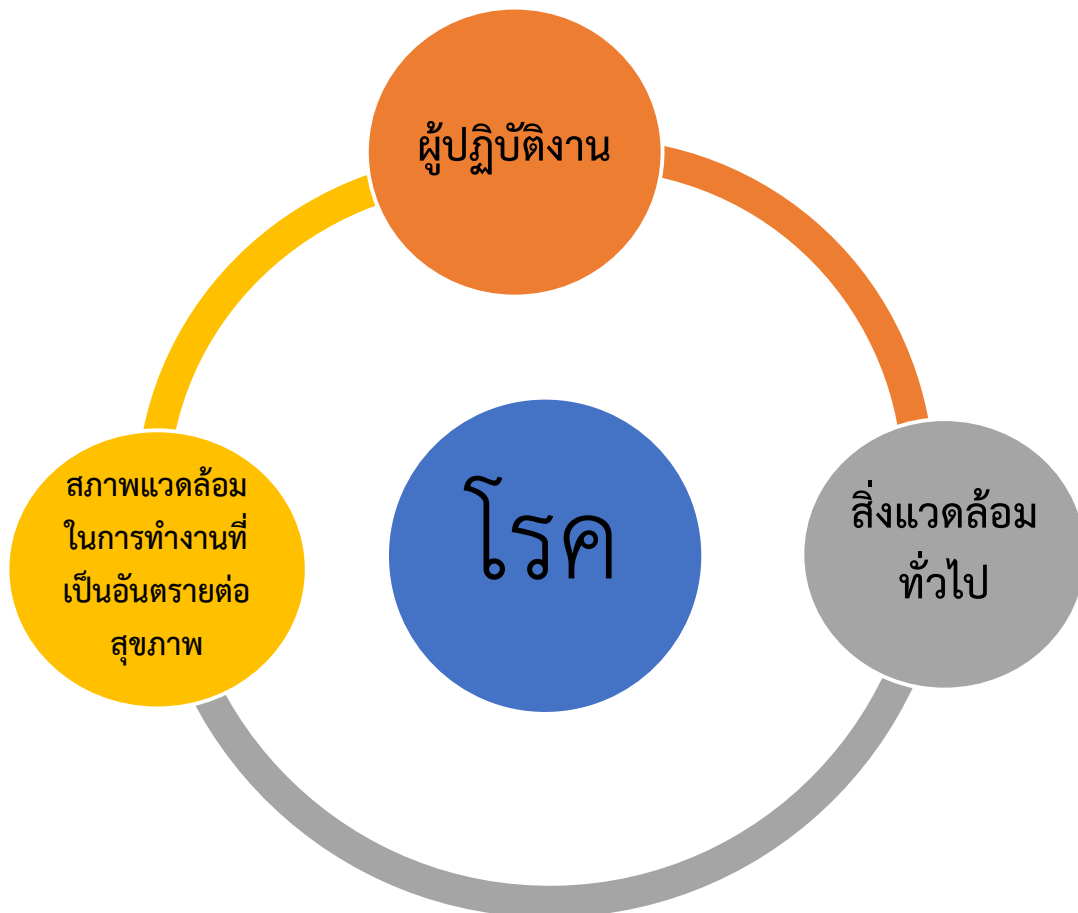 ผู้ปฏิบัติงาน
สภาพแวดล้อม
ในการทำงานที่
เป็นอันตรายต่อ
สุขภาพ
โรค
สิ่งแวดล้อม
ทั่วไป